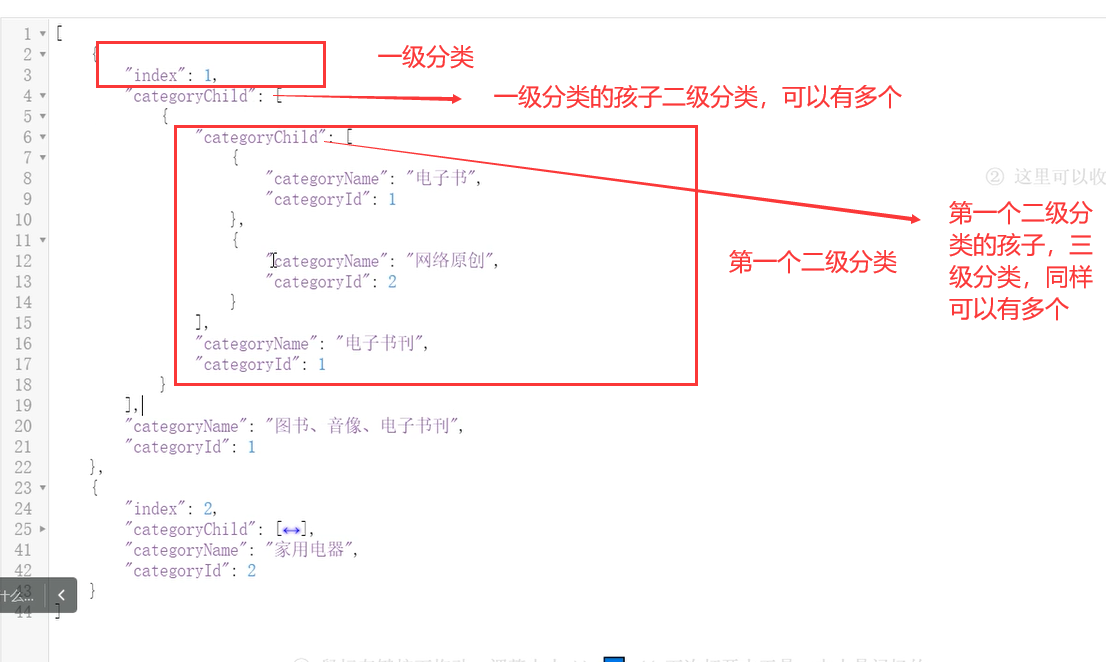 1 [
2 {
一级分类
3 "index": 1,
4 "categoryChild": [
一级分类的孩子二级分类，可以有多个
5 {
6 "categoryChild": [
7 {
8 "categoryName": "电子书",
② 这里可以收
9 "categoryId": 1
10 },
11 {
12 "categoryName": "网络原创",
13 "categoryId": 2
14 }
15 ],
16 "categoryName": "电子书刊",
17 "categoryId": 1
18 }
第一个二级分类
第一个二级分
类的孩子，三
级分类，同样
可以有多个
19 ],
20 "categoryName": "图书、音像、电子书刊",
21 "categoryId": 1
22 },
23 {
24 "index": 2,
25 "categoryChild": [↔],
41 "categoryName": "家用电器",
42 "categoryId": 2
43 }
什么...
44 ]